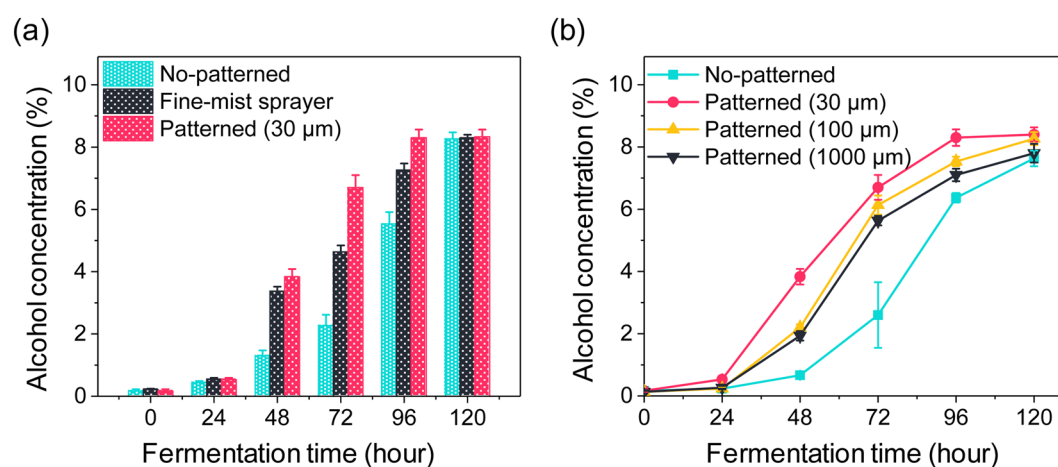 (a)
Alcohol concentration (%)
10
8
6
4
2
0
No-patterned
Fine-mist sprayer
Patterned (30 µm)
0 24 48 72 96 120
Fermentation time (hour)
(b)
Alcohol concentration (%)
10
8
6
4
2
0
No-patterned
Patterned (30 µm)
Patterned (100 µm)
Patterned (1000 µm)
0 24 48 72 96 120
Fermentation time (hour)